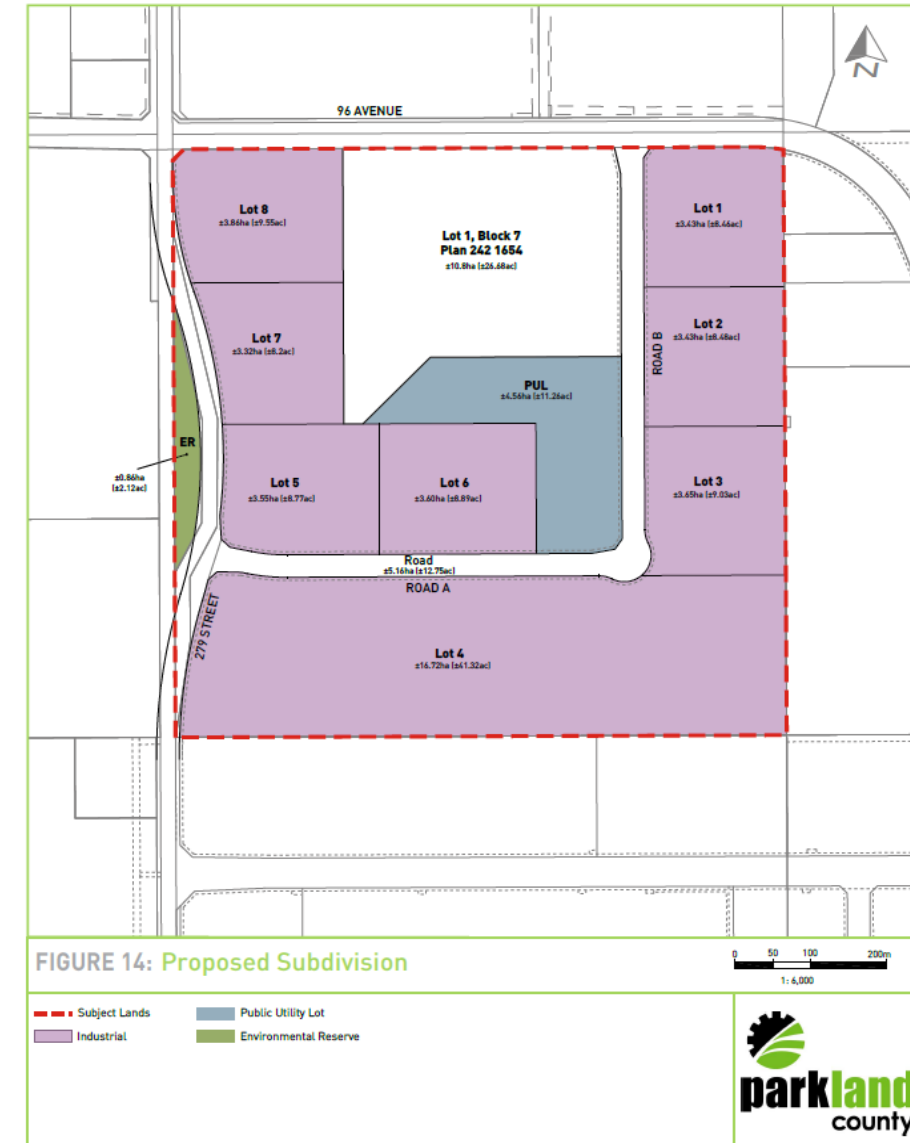 96 AVENUE
N
Lot 8
±3.86ha (±9.55ac)
Lot 1, Block 7
Plan 242 1654
±10.8ha (±26.68ac)
Lot 1
±3.43ha (±8.46ac)
Lot 7
±3.32ha (±8.2ac)
Lot 2
±3.43ha (±8.48ac)
ROAD B
PUL
±4.56ha (±11.26ac)
ER
±0.86ha
(±2.12ac)
Lot 5
±3.55ha (±8.77ac)
Lot 6
±3.60ha (±8.89ac)
Lot 3
±3.65ha (±9.03ac)
Road
±5.16ha (±12.75ac)
ROAD A
279 STREET
Lot 4
±16.72ha (±41.32ac)
FIGURE 14: Proposed Subdivision
0 50 100 200m
1: 6,000
Subject Lands
Public Utility Lot
Industrial
Environmental Reserve
parkland
county